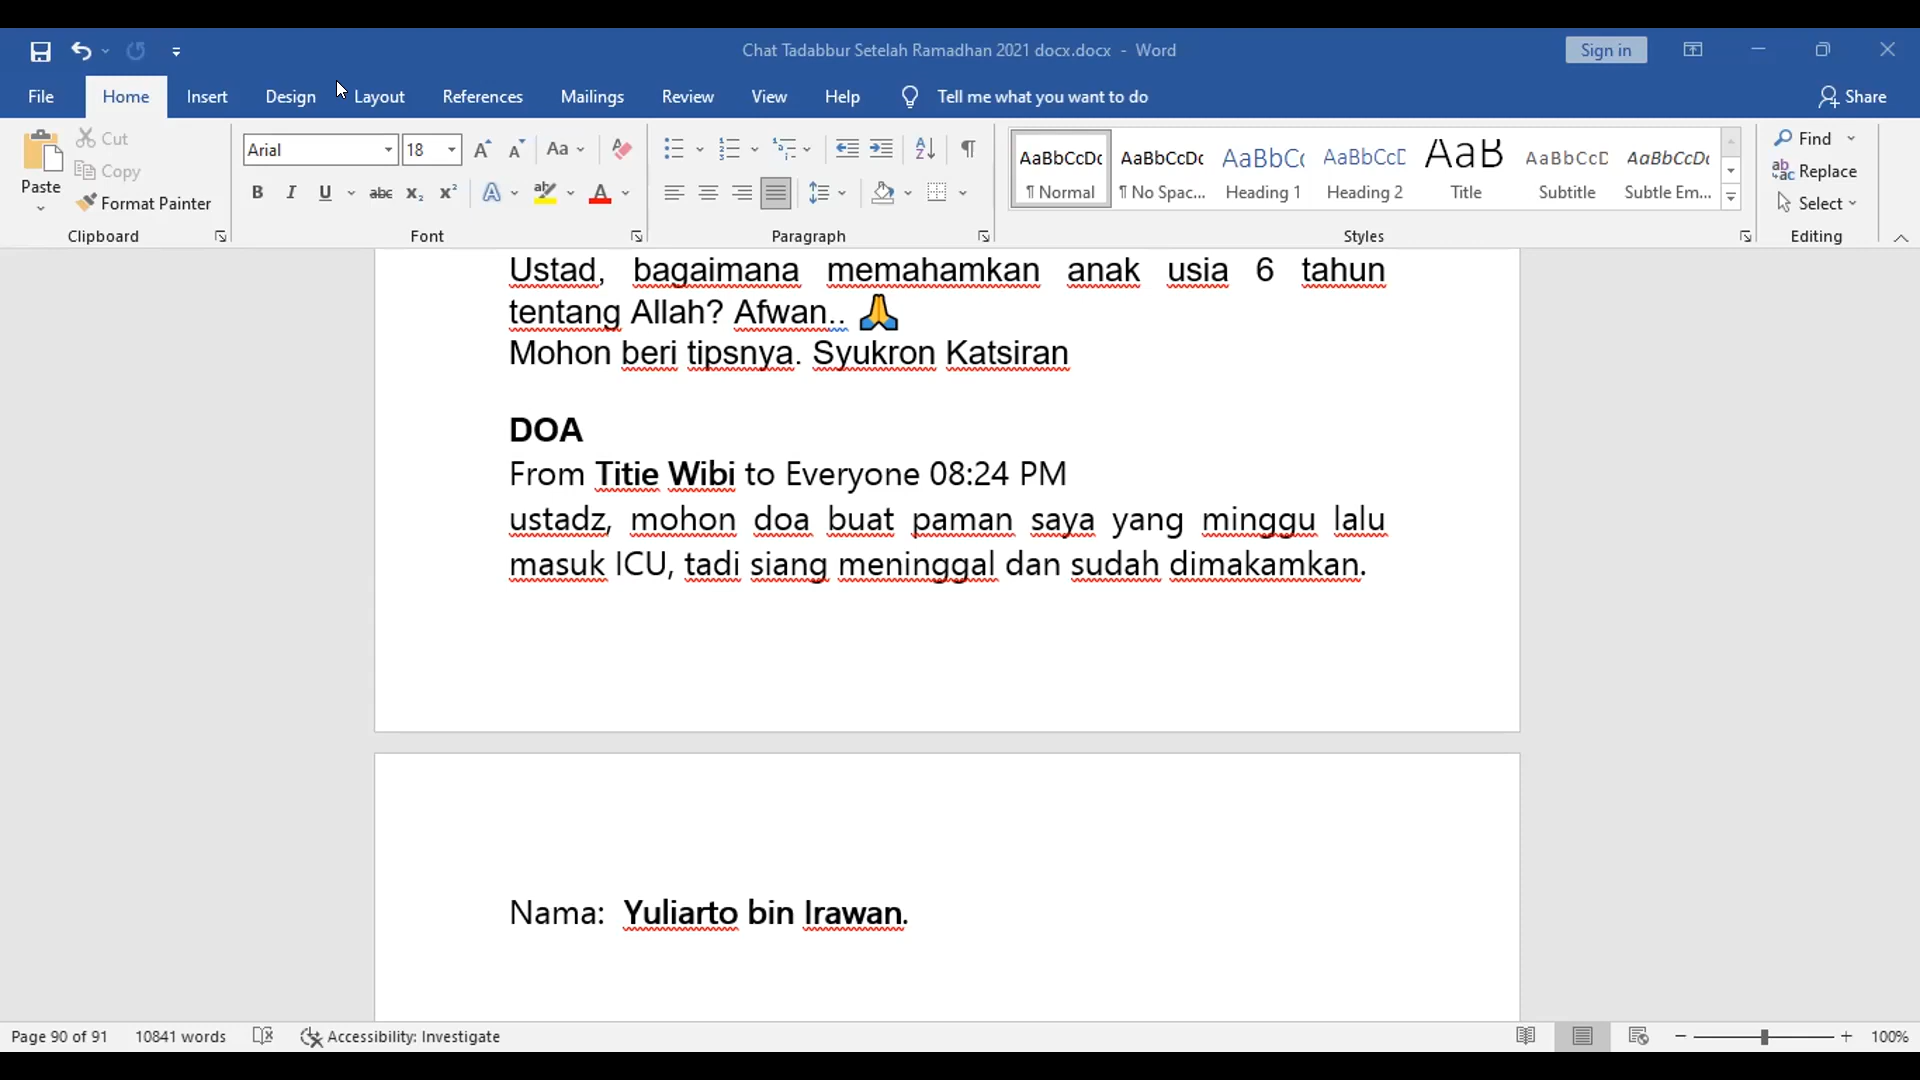 Chat Tadabbur Setelah Ramadhan 2021 docx.docx - Word
Sign in
File Home Insert Design Layout References Mailings Review View Help Tell me what you want to do
Share
Paste
Cut
Copy
Format Painter
Clipboard
Arial 18
Aa
B I U abc x₂ x²
A
Font
Paragraph
AaBbCcDc AaBbCcDc AaBbC( AaBbCcD AaB AaBbCcD AaBbCcDc
¶ Normal ¶ No Spac... Heading 1 Heading 2 Title Subtitle Subtle Em...
Styles
Find
Replace
Select
Editing
Ustad, bagaimana memahamkan anak usia 6 tahun
tentang Allah? Afwan.. 🙏
Mohon beri tipsnya. Syukron Katsiran
DOA
From Titie Wibi to Everyone 08:24 PM
ustadz, mohon doa buat paman saya yang minggu lalu
masuk ICU, tadi siang meninggal dan sudah dimakamkan.
Nama: Yuliarto bin Irawan.
Page 90 of 91 10841 words Accessibility: Investigate
100%